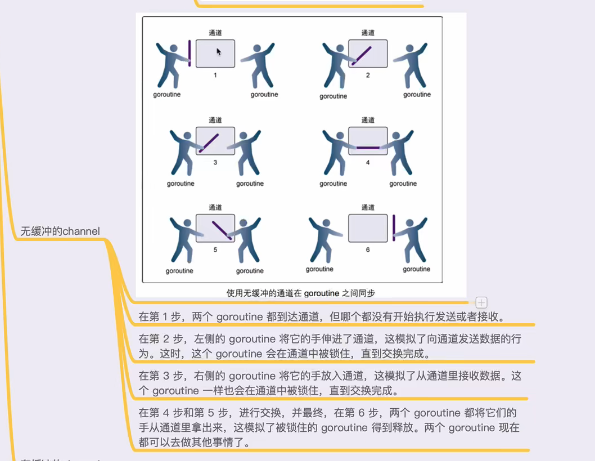 通道
通道
1
2
goroutine
goroutine
goroutine
goroutine
通道
通道
3
4
goroutine
goroutine
goroutine
goroutine
通道
通道
5
6
goroutine
goroutine
goroutine
goroutine
使用无缓冲的通道在 goroutine 之间同步
无缓冲的channel
在第 1 步，两个 goroutine 都到达通道，但哪个都没有开始执行发送或者接收。
在第 2 步，左侧的 goroutine 将它的手伸进了通道，这模拟了向通道发送数据的行
为。这时，这个 goroutine 会在通道中被锁住，直到交换完成。
在第 3 步，右侧的 goroutine 将它的手放入通道，这模拟了从通道里接收数据。这
个 goroutine 一样也会在通道中被锁住，直到交换完成。
在第 4 步和第 5 步，进行交换，并最终，在第 6 步，两个 goroutine 都将它们的
手从通道里拿出来，这模拟了被锁住的 goroutine 得到释放。两个 goroutine 现在
都可以去做其他事情了。